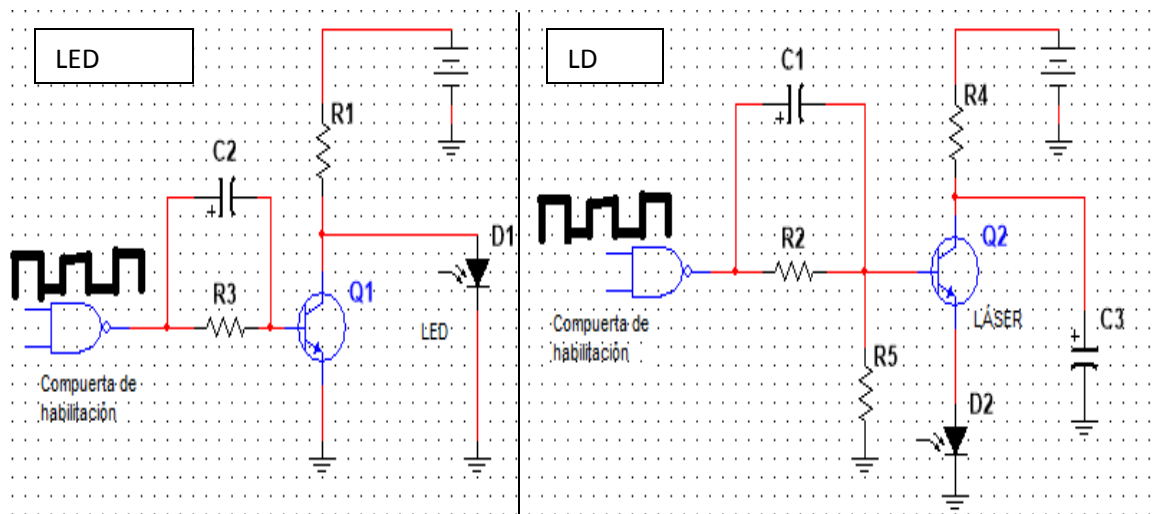 LED
R1
C2
D1
R3
Q1
LED
Compuerta de
habilitación
+
LD
C1
R4
+
R2
Q2
LÁSER
Compuerta de
habilitación
C3
+
R5
D2